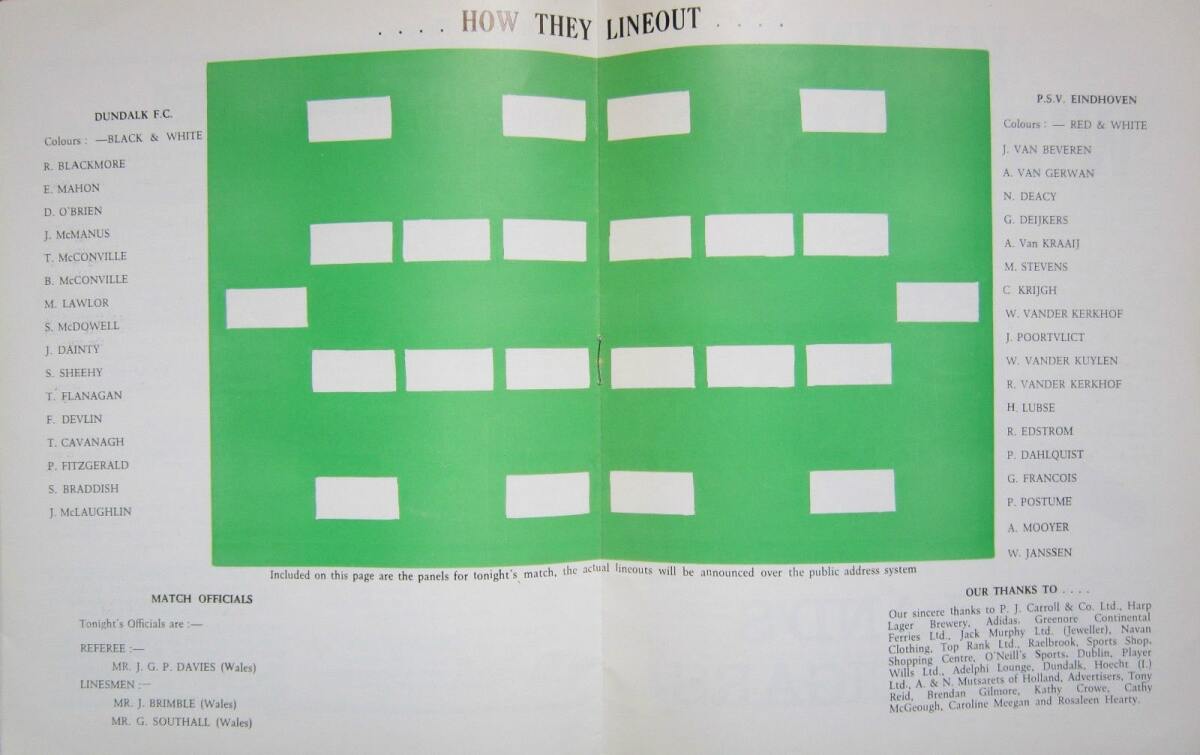 . . . . HOW THEY LINEOUT . . . .
DUNDALK F.C.
Colours : —BLACK & WHITE
R. BLACKMORE
E. MAHON
D. O'BRIEN
J. McMANUS
T. McCONVILLE
B. McCONVILLE
M. LAWLOR
S. McDOWELL
J. DAINTY
S. SHEEHY
T. FLANAGAN
F. DEVLIN
T. CAVANAGH
P. FITZGERALD
S. BRADDISH
J. McLAUGHLIN
P.S.V. EINDHOVEN
Colours : — RED & WHITE
J. VAN BEVEREN
A. VAN GERWAN
N. DEACY
G. DEIJKERS
A. Van KRAAIJ
M. STEVENS
C KRIJGH
W. VANDER KERKHOF
J. POORTVLICT
W. VANDER KUYLEN
R. VANDER KERKHOF
H. LUBSE
R. EDSTROM
P. DAHLQUIST
G. FRANCOIS
P. POSTUME
A. MOOYER
W. JANSSEN
Included on this page are the panels for tonight's match, the actual lineouts will be announced over the public address system
MATCH OFFICIALS
Tonight's Officials are :—
REFEREE :—
MR. J. G. P. DAVIES (Wales)
LINESMEN :—
MR. J. BRIMBLE (Wales)
MR. G. SOUTHALL (Wales)
OUR THANKS TO . . . .
Our sincere thanks to P. J. Carroll & Co. Ltd., Harp
Lager Brewery, Adidas, Greenore Continental
Ferries Ltd., Jack Murphy Ltd. (Jeweller), Navan
Clothing, Top Rank Ltd., Raelbrook, Sports Shop,
Shopping Centre, O'Neill's Sports, Dublin, Player
Wills Ltd., Adelphi Lounge, Dundalk, Hoecht (I.)
Ltd., A. & N. Mutsarets of Holland, Advertisers, Tony
Reid, Brendan Gilmore, Kathy Crowe, Cathy
McGeough, Caroline Meegan and Rosaleen Hearty.